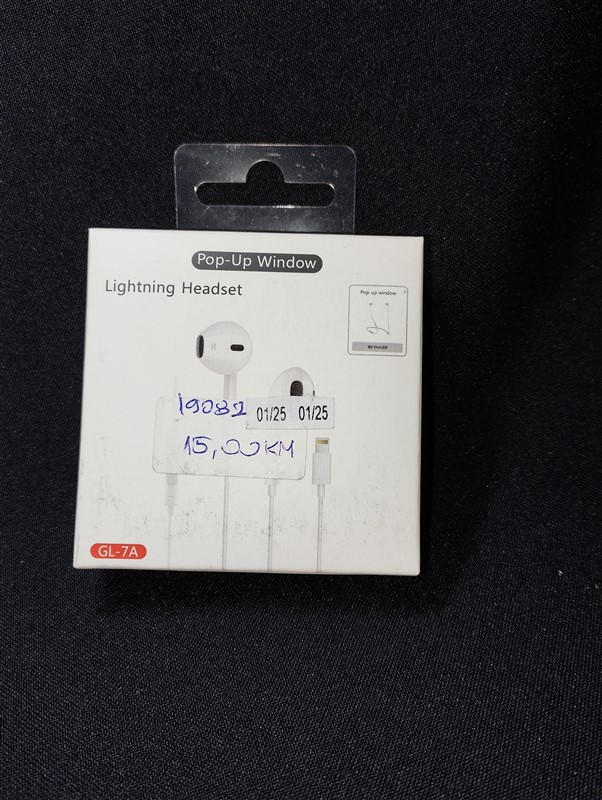 Pop-Up Window
Lightning Headset
Pop-up window
19082
01/25 01/25
15,00KM
GL-7A